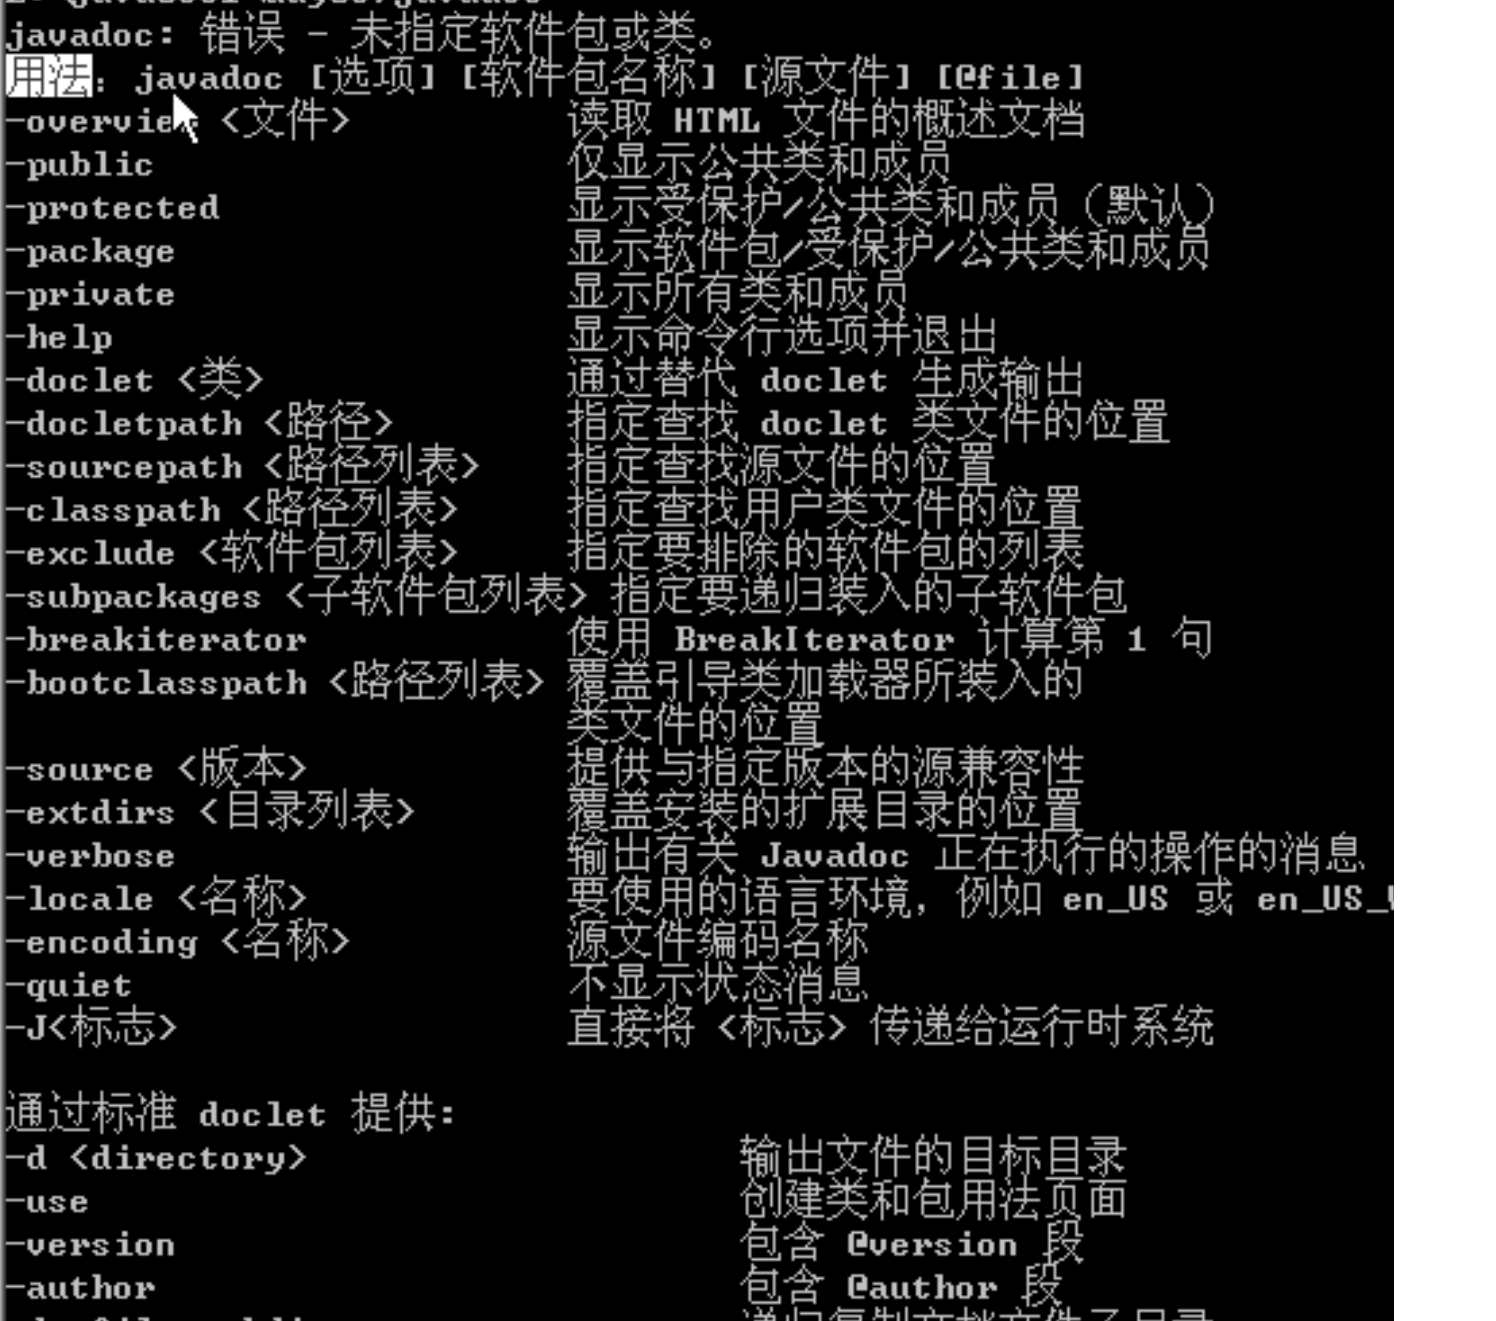 javadoc: 错误 - 未指定软件包或类。
用法: javadoc [选项] [软件包名称] [源文件] [@file]
-overvie <文件> 读取 HTML 文件的概述文档
-public 仅显示公共类和成员
-protected 显示受保护/公共类和成员 (默认)
-package 显示软件包/受保护/公共类和成员
-private 显示所有类和成员
-help 显示命令行选项并退出
-doclet <类> 通过替代 doclet 生成输出
-docletpath <路径> 指定查找 doclet 类文件的位置
-sourcepath <路径列表> 指定查找源文件的位置
-classpath <路径列表> 指定查找用户类文件的位置
-exclude <软件包列表> 指定要排除的软件包的列表
-subpackages <子软件包列表> 指定要递归装入的子软件包
-breakiterator 使用 BreakIterator 计算第 1 句
-bootclasspath <路径列表> 覆盖引导类加载器所装入的
类文件的位置
-source <版本> 提供与指定版本的源兼容性
-extdirs <目录列表> 覆盖安装的扩展目录的位置
-verbose 输出有关 Javadoc 正在执行的操作的消息
-locale <名称> 要使用的语言环境, 例如 en_US 或 en_US_
-encoding <名称> 源文件编码名称
-quiet 不显示状态消息
-J<标志> 直接将 <标志> 传递给运行时系统
通过标准 doclet 提供:
-d <directory> 输出文件的目标目录
-use 创建类和包用法页面
-version 包含 @version 段
-author 包含 @author 段